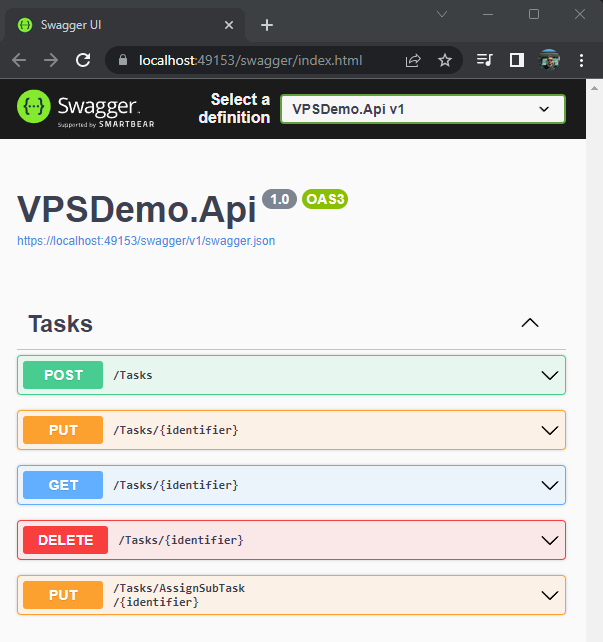 Swagger UI
localhost:49153/swagger/index.html
Swagger.
Supported by SMARTBEAR
Select a
definition
VPSDemo.Api v1
VPSDemo.Api 1.0 OAS3
https://localhost:49153/swagger/v1/swagger.json
Tasks
POST /Tasks
PUT /Tasks/{identifier}
GET /Tasks/{identifier}
DELETE /Tasks/{identifier}
PUT /Tasks/AssignSubTask
/{identifier}